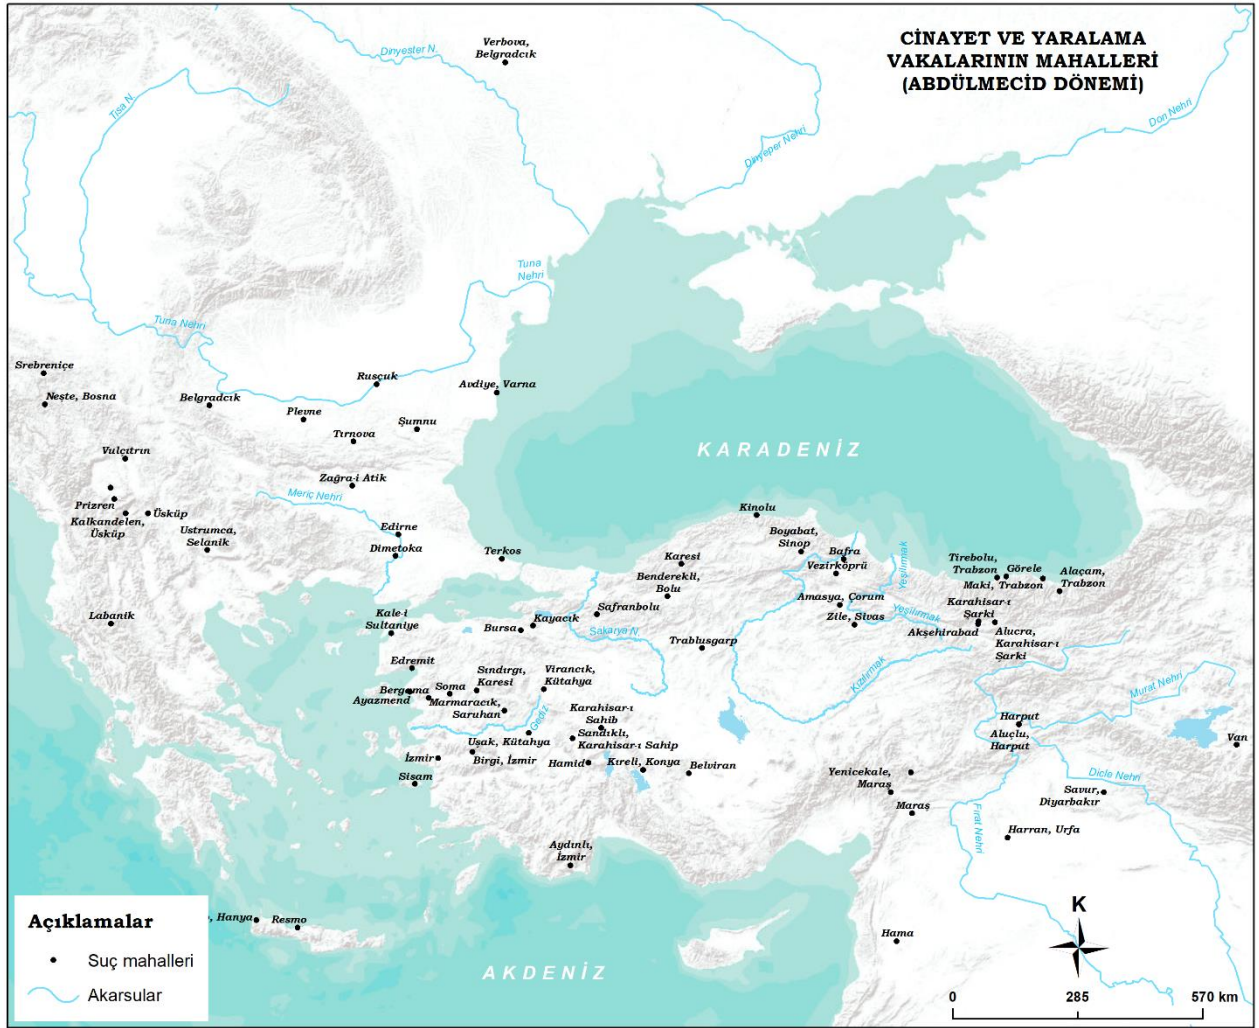 CİNAYET VE YARALAMA
VAKALARININ MAHALLERİ
(ABDÜLMECİD DÖNEMİ)
Verbova,
Belgradcık
Dinyester N.
Tisa N.
Dinyeper Nehri
Don Nehri
Tuna
Nehri
Tuna Nehri
Srebreniçe
Neşte, Bosna
Belgradcık
Rusçuk
Avdiye, Varna
Plevne
Şumnu
Tırnova
Vulçıtrın
Zağra-i Atik
Meriç Nehri
Prizren
Kalkandelen,
Üsküp
Üsküp
Ustrumca,
Selanik
Edirne
Dimetoka
Terkos
KARADENİZ
Kinolu
Boyabat,
Sinop
Bafra
Vezirköprü
Yeşilırmak
Karesi
Benderekli,
Bolu
Tirebolu,
Trabzon
Görele
Maki, Trabzon
Alaçam,
Trabzon
Amasya, Çorum
Yeşilırmak
Zile, Sivas
Karahisar-ı
Şarki
Akşehirabad
Alucra,
Karahisar-ı
Şarki
Labanik
Kale-i
Sultaniye
Bursa
Kayacık
Safranbolu
Sakarya N.
Trablusgarp
Kızılırmak
Edremit
Sındırgı,
Karesi
Virancık,
Kütahya
Bergama
Soma
Ayazmend
Marmaracık,
Saruhan
Gediz
Karahisar-ı
Sahib
Sandıklı,
Karahisar-ı Sahip
Uşak, Kütahya
Birgi, İzmir
İzmir
Hamid
Kıreli, Konya
Belviran
Sisam
Murat Nehri
Harput
Aluçlu,
Harput
Van
Yenicekale,
Maraş
Maraş
Dicle Nehri
Savur,
Diyarbakır
Fırat Nehri
Harran, Urfa
Aydınlı,
İzmir
, Hanya
Resmo
Hama
AKDENİZ
Açıklamalar
Suç mahalleri
Akarsular
K
0 285 570 km